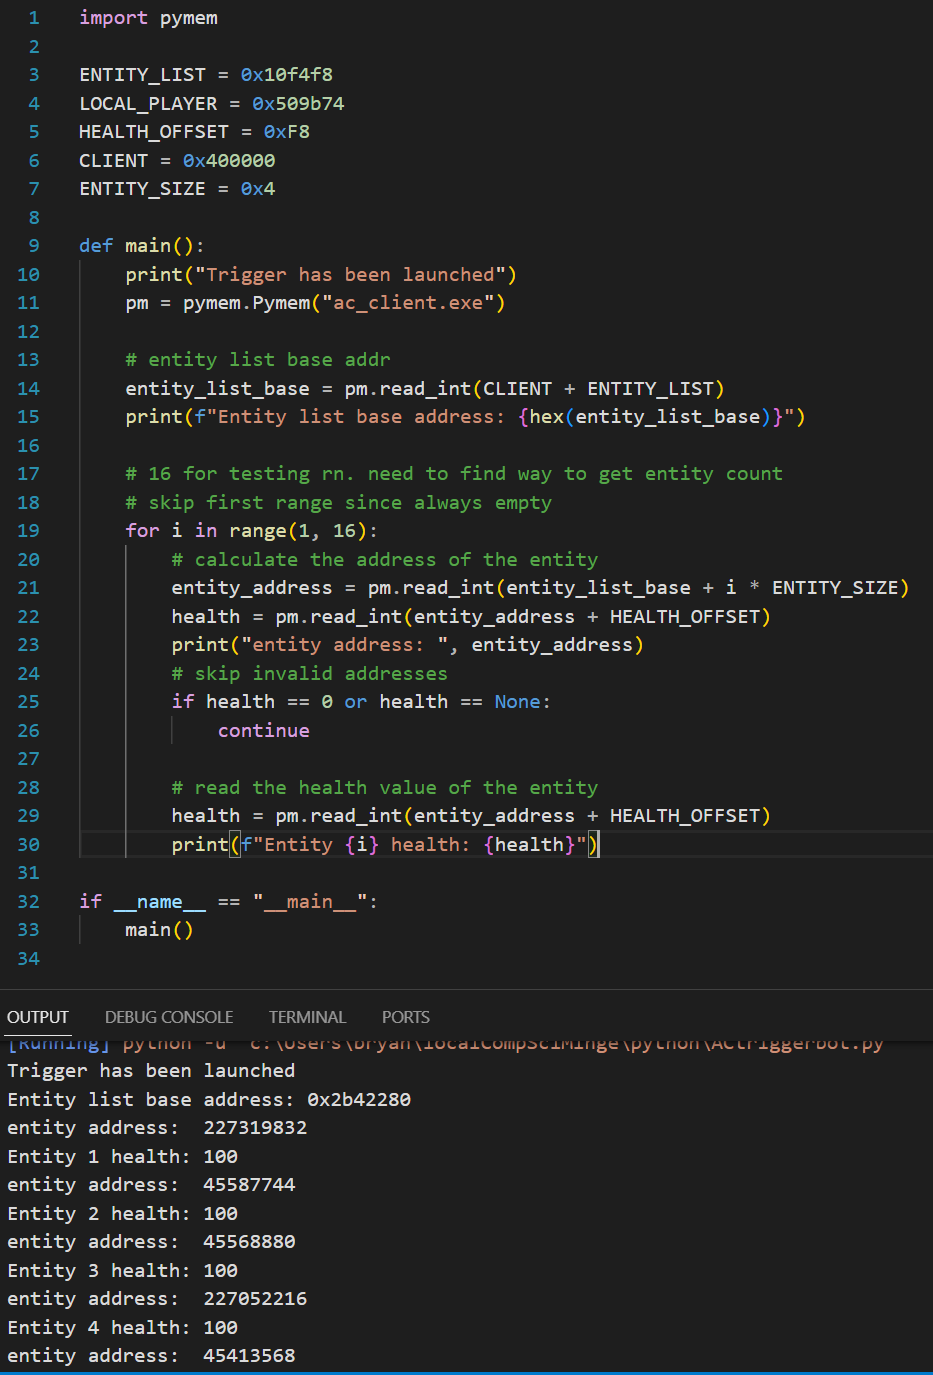 1 import pymem
2
3 ENTITY_LIST = 0x10f4f8
4 LOCAL_PLAYER = 0x509b74
5 HEALTH_OFFSET = 0xF8
6 CLIENT = 0x400000
7 ENTITY_SIZE = 0x4
8
9 def main():
10     print("Trigger has been launched")
11     pm = pymem.Pymem("ac_client.exe")
12
13     # entity list base addr
14     entity_list_base = pm.read_int(CLIENT + ENTITY_LIST)
15     print(f"Entity list base address: {hex(entity_list_base)}")
16
17     # 16 for testing rn. need to find way to get entity count
18     # skip first range since always empty
19     for i in range(1, 16):
20         # calculate the address of the entity
21         entity_address = pm.read_int(entity_list_base + i * ENTITY_SIZE)
22         health = pm.read_int(entity_address + HEALTH_OFFSET)
23         print("entity address: ", entity_address)
24         # skip invalid addresses
25         if health == 0 or health == None:
26             continue
27
28         # read the health value of the entity
29         health = pm.read_int(entity_address + HEALTH_OFFSET)
30         print(f"Entity {i} health: {health}")
31
32 if __name__ == "__main__":
33     main()
34
OUTPUT DEBUG CONSOLE TERMINAL PORTS
[Running] python -u "c:\Users\bryan\localCompSciMinge\python\ACtriggerbot.py"
Trigger has been launched
Entity list base address: 0x2b42280
entity address:  227319832
Entity 1 health: 100
entity address:  45587744
Entity 2 health: 100
entity address:  45568880
Entity 3 health: 100
entity address:  227052216
Entity 4 health: 100
entity address:  45413568